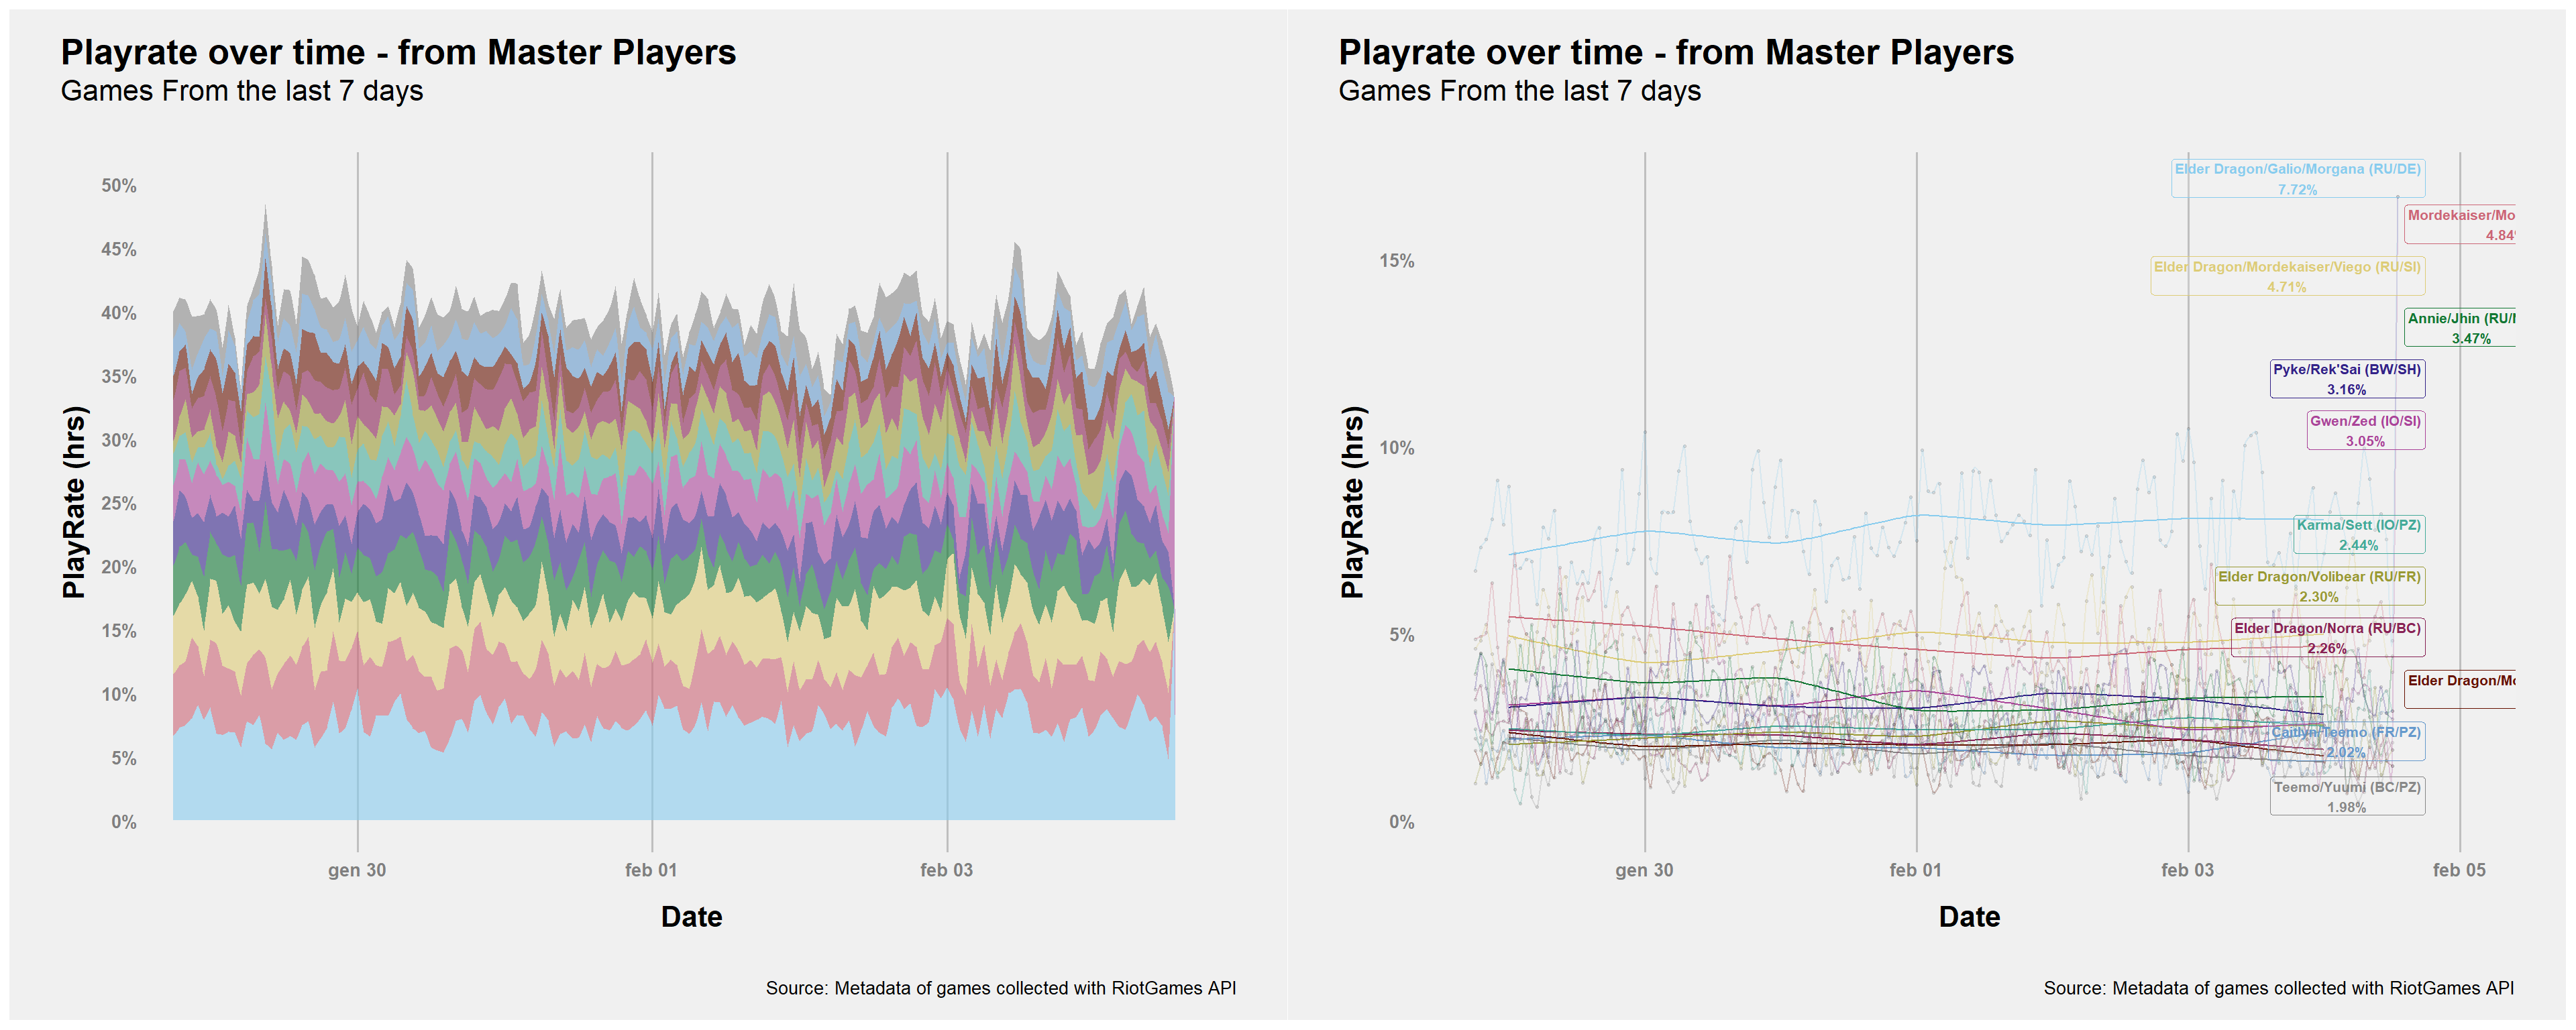 Playrate over time - from Master Players
Games From the last 7 days
50%
45%
40%
35%
30%
25%
20%
15%
10%
5%
0%
PlayRate (hrs)
gen 30
feb 01
feb 03
Date
Source: Metadata of games collected with RiotGames API
Playrate over time - from Master Players
Games From the last 7 days
15%
10%
5%
0%
PlayRate (hrs)
Elder Dragon/Galio/Morgana (RU/DE)
7.72%
Mordekaiser/Mo
4.84
Elder Dragon/Mordekaiser/Viego (RU/SI)
4.71%
Annie/Jhin (RU/
3.47%
Pyke/Rek'Sai (BW/SH)
3.16%
Gwen/Zed (IO/SI)
3.05%
Karma/Sett (IO/PZ)
2.44%
Elder Dragon/Volibear (RU/FR)
2.30%
Elder Dragon/Norra (RU/BC)
2.26%
Elder Dragon/Mo
Caitlyn/Teemo (FR/PZ)
2.02%
Teemo/Yuumi (BC/PZ)
1.98%
gen 30
feb 01
feb 03
feb 05
Date
Source: Metadata of games collected with RiotGames API